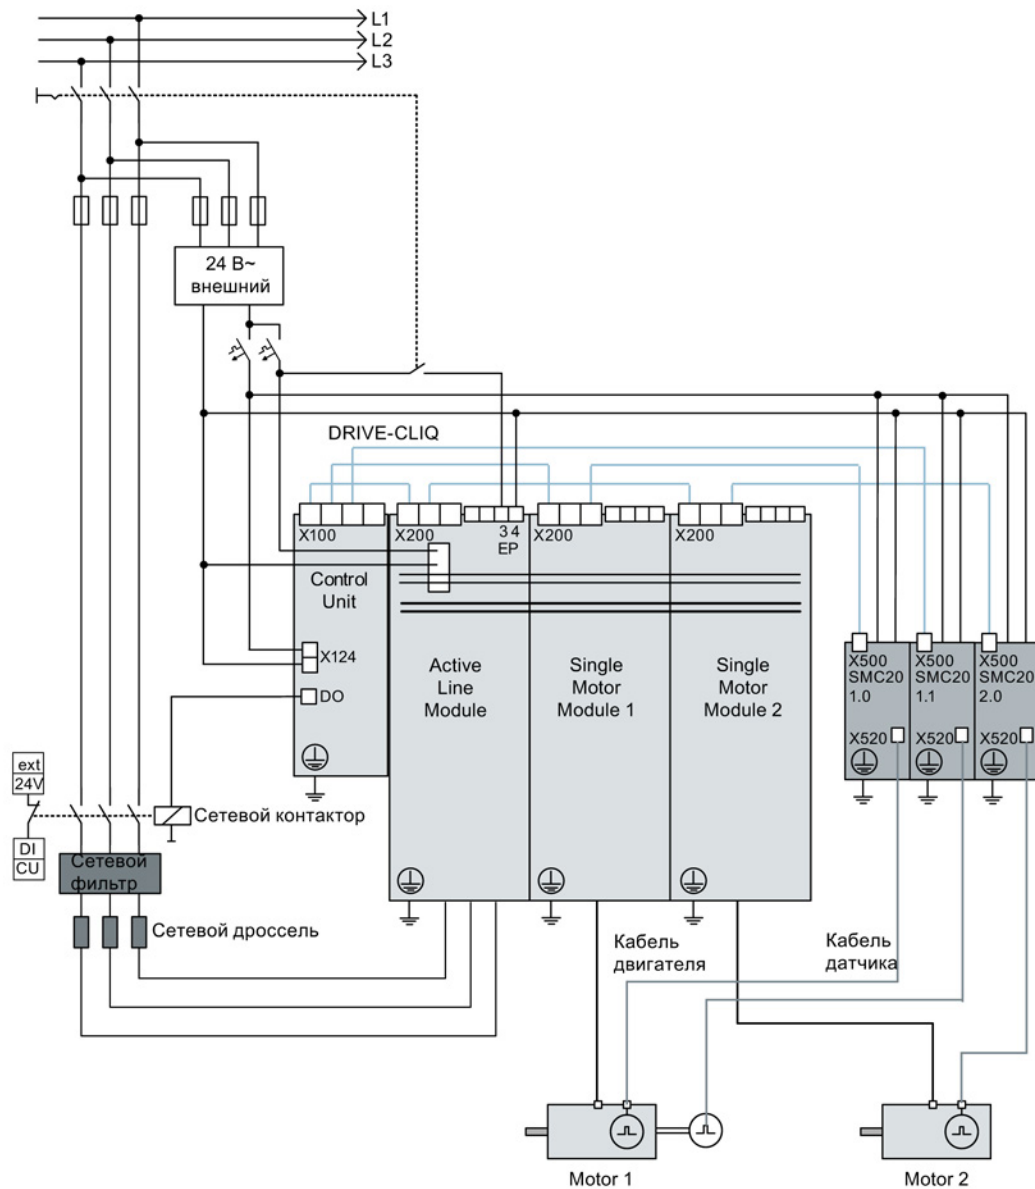 L1
L2
L3
24 В~
внешний
DRIVE-CLIQ
X100
X200
3 4
EP
X200
X200
Control
Unit
X124
DO
Active
Line
Module
Single
Motor
Module 1
Single
Motor
Module 2
X500
SMC20
1.0
X520
X500
SMC20
1.1
X520
X500
SMC20
2.0
X520
ext
24V
DI
CU
Сетевой контактор
Сетевой
фильтр
Сетевой дроссель
Кабель
двигателя
Кабель
датчика
Motor 1
Motor 2